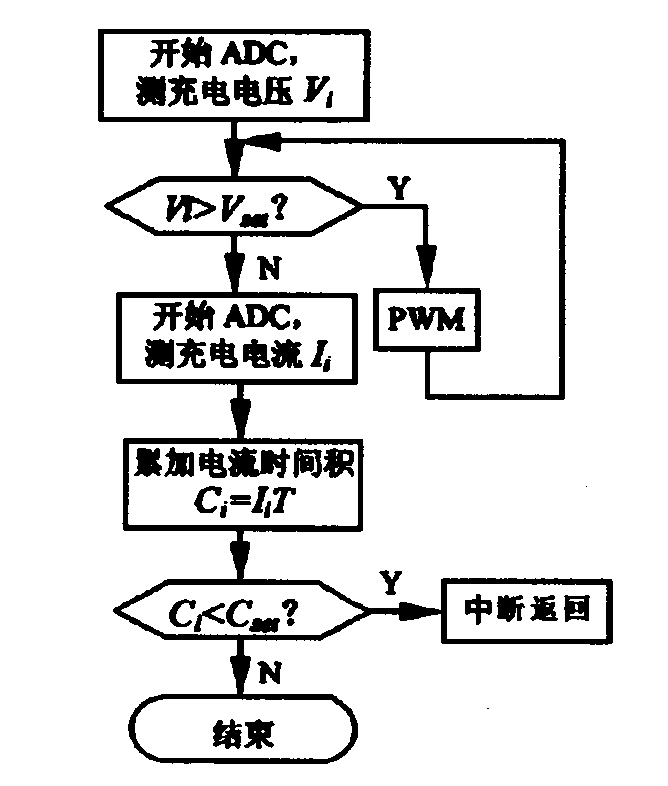 开始 ADC,
测充电电压 Vi
Vi>Vset?
Y
N
PWM
开始 ADC,
测充电电流 Ii
累加电流时间积
Ci=IiT
Ci<Cset?
Y
中断返回
N
结束